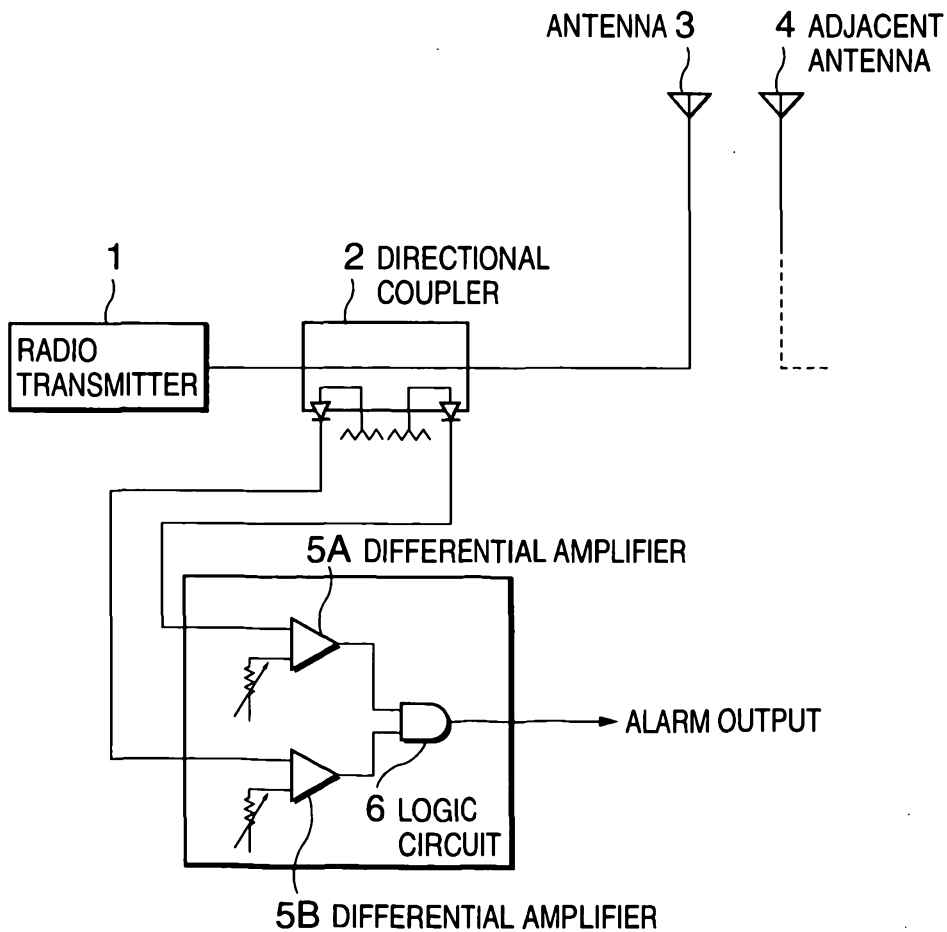 ANTENNA 3
4 ADJACENT
ANTENNA
1
2 DIRECTIONAL
COUPLER
RADIO
TRANSMITTER
5A DIFFERENTIAL AMPLIFIER
ALARM OUTPUT
6 LOGIC
CIRCUIT
5B DIFFERENTIAL AMPLIFIER